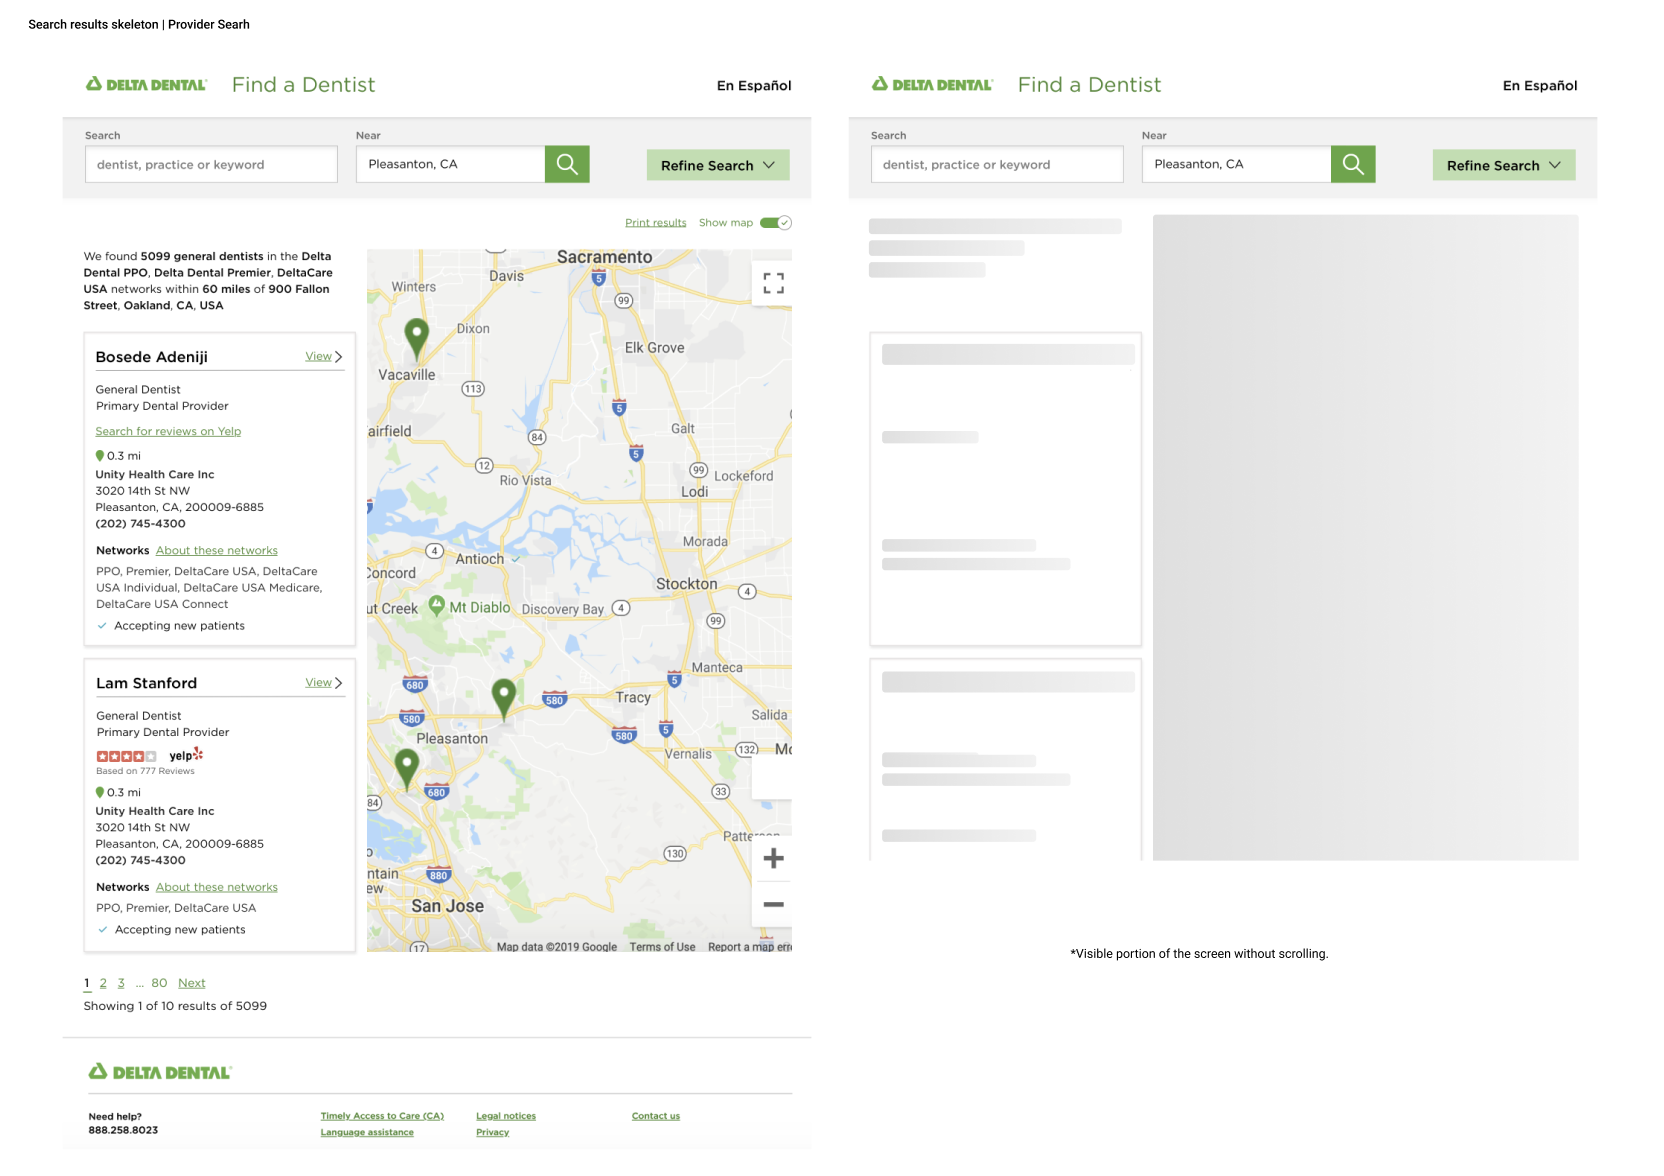 Search results skeleton | Provider Searh
DELTA DENTAL
Find a Dentist
En Español
Search
Near
dentist, practice or keyword
Pleasanton, CA
Refine Search
Print results
Show map
We found 5099 general dentists in the Delta
Dental PPO, Delta Dental Premier, DeltaCare
USA networks within 60 miles of 900 Fallon
Street, Oakland, CA, USA
Bosede Adeniji
View
General Dentist
Primary Dental Provider
Search for reviews on Yelp
0.3 mi
Unity Health Care Inc
3020 14th St NW
Pleasanton, CA, 200009-6885
(202) 745-4300
Networks About these networks
PPO, Premier, DeltaCare USA, DeltaCare
USA Individual, DeltaCare USA Medicare,
DeltaCare USA Connect
Accepting new patients
Lam Stanford
View
General Dentist
Primary Dental Provider
yelp
Based on 777 Reviews
0.3 mi
Unity Health Care Inc
3020 14th St NW
Pleasanton, CA, 200009-6885
(202) 745-4300
Networks About these networks
PPO, Premier, DeltaCare USA
Accepting new patients
Sacramento
Davis
5
Winters
99
Dixon
Elk Grove
Vacaville
113
5
airfield
84
Galt
5
12
Rio Vista
99
Lockeford
Lodi
4
Antioch
Morada
Concord
Stockton
4
ut Creek
Mt Diablo
Discovery Bay
4
99
Manteca
680
5
580
Tracy
580
Salida
580
5
Pleasanton
Vernalis
132
Mo
680
84
33
Patterson
130
ntain
ew
880
San Jose
17
Map data ©2019 Google
Terms of Use
Report a map err
1 2 3 ... 80 Next
Showing 1 of 10 results of 5099
DELTA DENTAL
Need help?
888.258.8023
Timely Access to Care (CA)
Language assistance
Legal notices
Privacy
Contact us
DELTA DENTAL
Find a Dentist
En Español
Search
Near
dentist, practice or keyword
Pleasanton, CA
Refine Search
*Visible portion of the screen without scrolling.